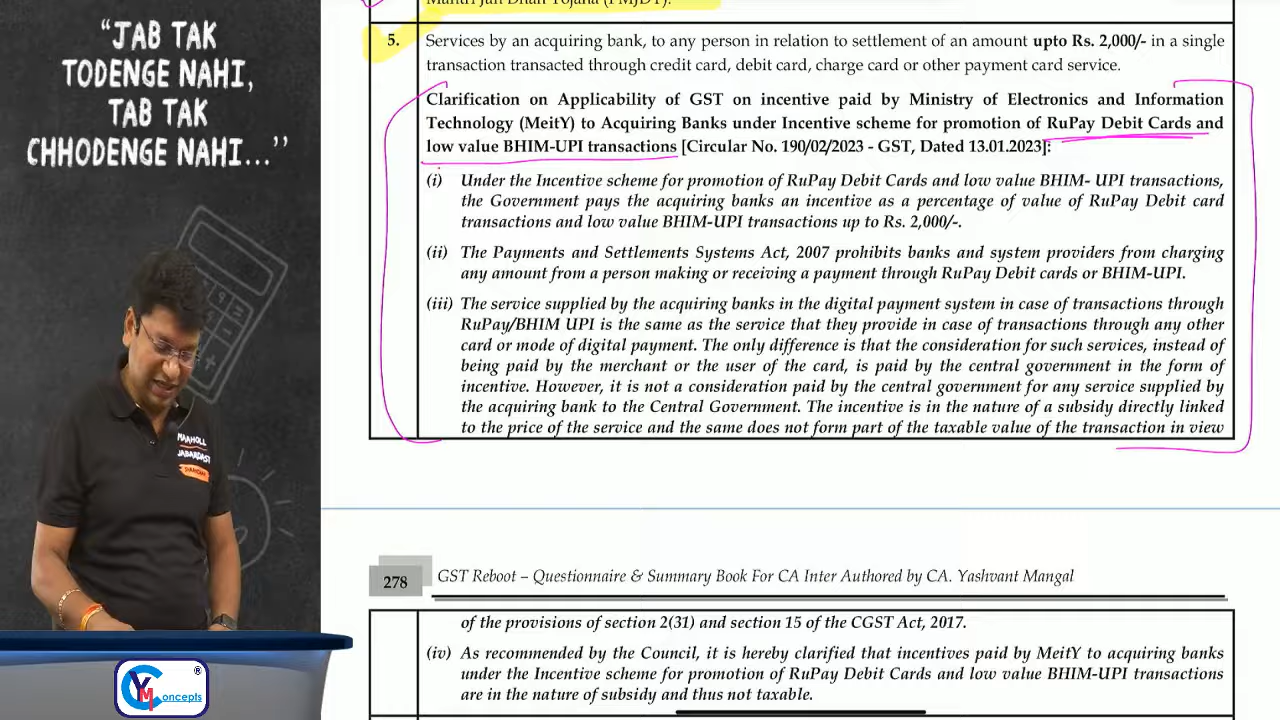 “JAB TAK
TODENGE NAHI,
TAB TAK
CHHODENGE NAHI...’’
Mantri Jan Dhan Yojana (PMJDY).
5.
Services by an acquiring bank, to any person in relation to settlement of an amount upto Rs. 2,000/- in a single
transaction transacted through credit card, debit card, charge card or other payment card service.
Clarification on Applicability of GST on incentive paid by Ministry of Electronics and Information
Technology (MeitY) to Acquiring Banks under Incentive scheme for promotion of RuPay Debit Cards and
low value BHIM-UPI transactions [Circular No. 190/02/2023 - GST, Dated 13.01.2023]:
(i) Under the Incentive scheme for promotion of RuPay Debit Cards and low value BHIM- UPI transactions,
the Government pays the acquiring banks an incentive as a percentage of value of RuPay Debit card
transactions and low value BHIM-UPI transactions up to Rs. 2,000/-.
(ii) The Payments and Settlements Systems Act, 2007 prohibits banks and system providers from charging
any amount from a person making or receiving a payment through RuPay Debit cards or BHIM-UPI.
(iii) The service supplied by the acquiring banks in the digital payment system in case of transactions through
RuPay/BHIM UPI is the same as the service that they provide in case of transactions through any other
card or mode of digital payment. The only difference is that the consideration for such services, instead of
being paid by the merchant or the user of the card, is paid by the central government in the form of
incentive. However, it is not a consideration paid by the central government for any service supplied by
the acquiring bank to the Central Government. The incentive is in the nature of a subsidy directly linked
to the price of the service and the same does not form part of the taxable value of the transaction in view
278
GST Reboot – Questionnaire & Summary Book For CA Inter Authored by CA. Yashvant Mangal
of the provisions of section 2(31) and section 15 of the CGST Act, 2017.
(iv) As recommended by the Council, it is hereby clarified that incentives paid by MeitY to acquiring banks
under the Incentive scheme for promotion of RuPay Debit Cards and low value BHIM-UPI transactions
are in the nature of subsidy and thus not taxable.
MAAHOLL
JABARDAST
YM Concepts
®